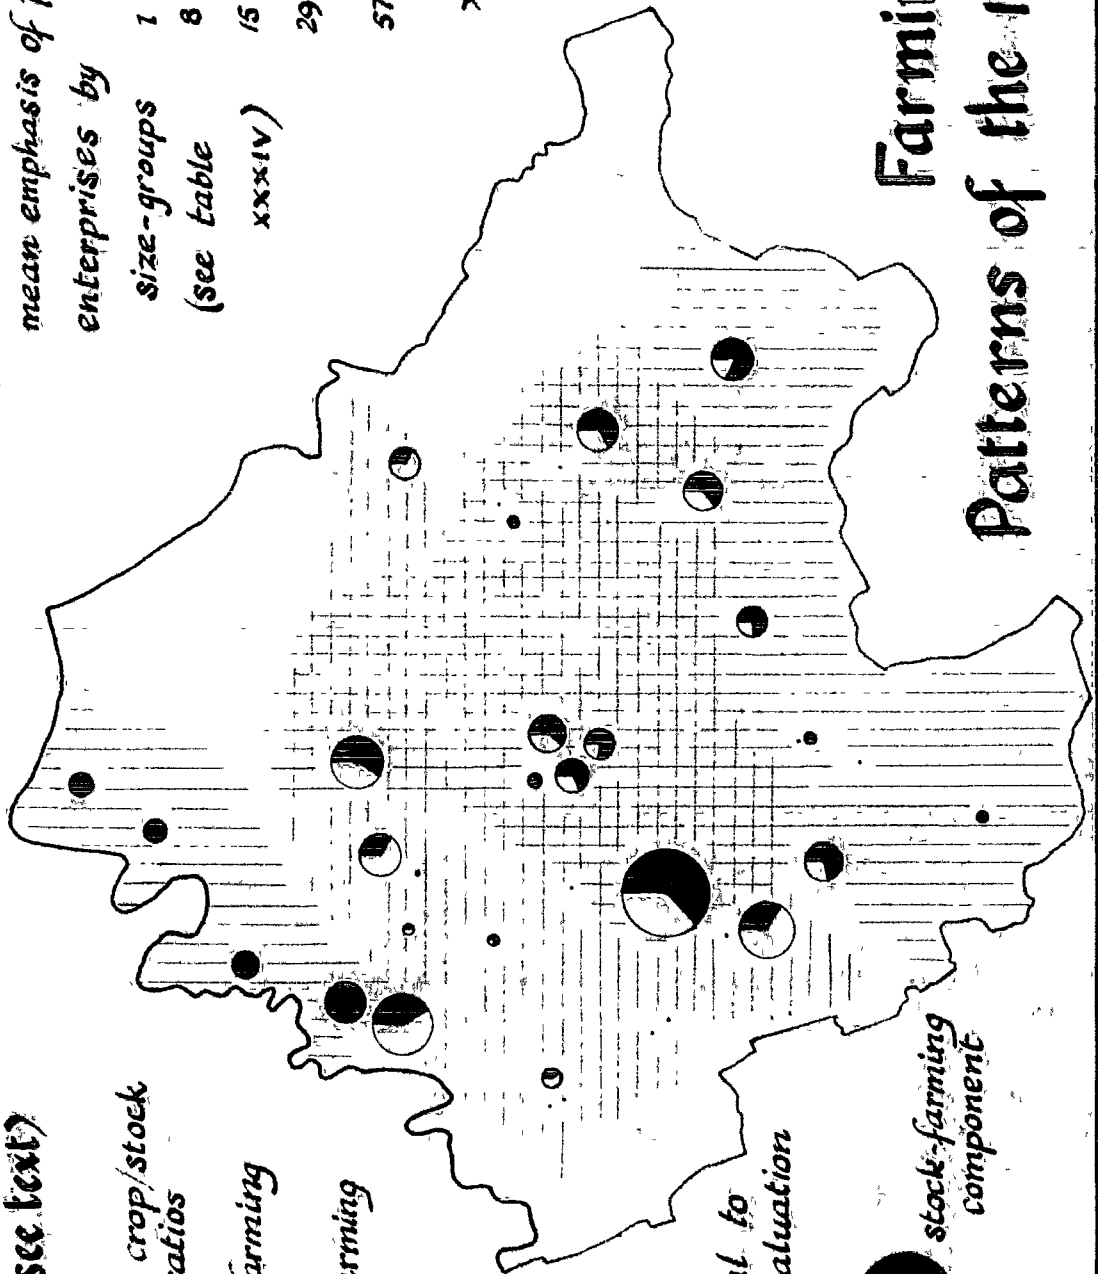 Farmi
Patterns of the
mean emphasis of
enterprises by
size-groups
(see table
xxxiv)
1
8
15
29
57
see text)
crop/stock
ratios
arming
rming
l to
aluation
stock-farming
component